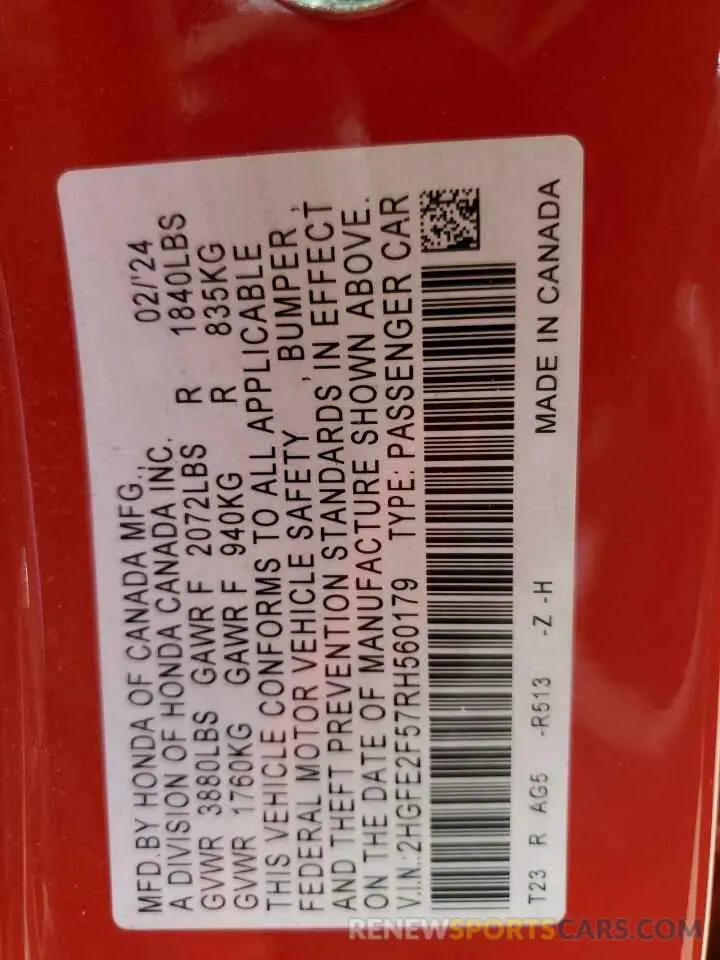 MFD.BY HONDA OF CANADA MFG., 02/'24
A DIVISION OF HONDA CANADA INC.
GVWR 3880LBS GAWR F 2072LBS R 1840LBS
GVWR 1760KG GAWR F 940KG R 835KG
THIS VEHICLE CONFORMS TO ALL APPLICABLE
FEDERAL MOTOR VEHICLE SAFETY , BUMPER ,
AND THEFT PREVENTION STANDARDS IN EFFECT
ON THE DATE OF MANUFACTURE SHOWN ABOVE.
V.I.N.:2HGFE2F57RH560179 TYPE: PASSENGER CAR
T23 R AG5 -R513 -Z -H MADE IN CANADA
RENEWSPORTSCARS.COM